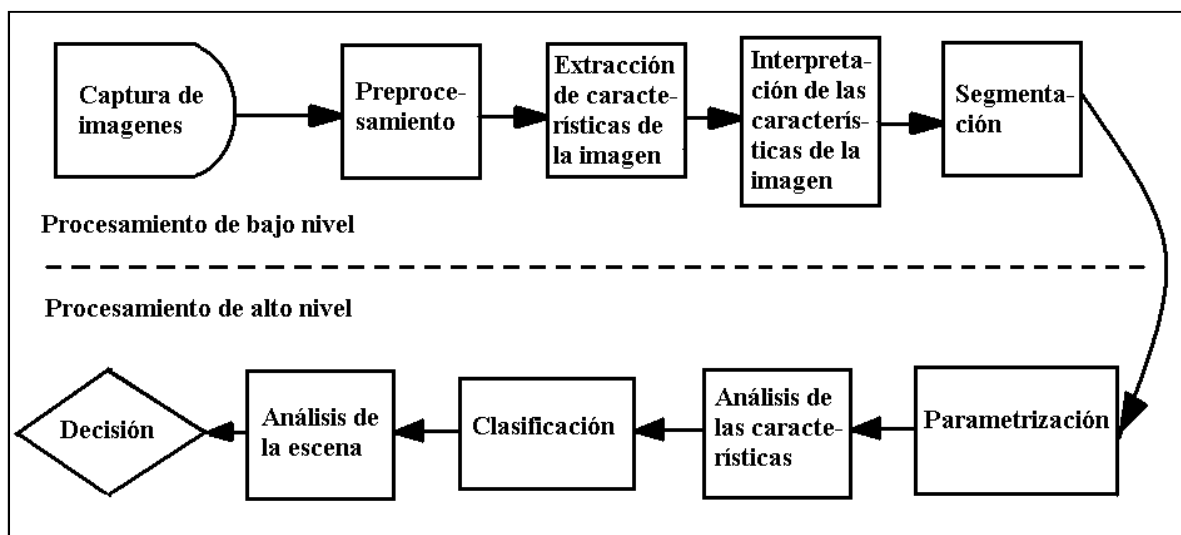 Captura de
imagenes
Preproce-
samiento
Extracción
de caracte-
rísticas de
la imagen
Interpreta-
ción de las
caracterís-
ticas de la
imagen
Segmenta-
ción
Procesamiento de bajo nivel
Procesamiento de alto nivel
Decisión
Análisis de
la escena
Clasificación
Análisis de
las caracte-
rísticas
Parametrización